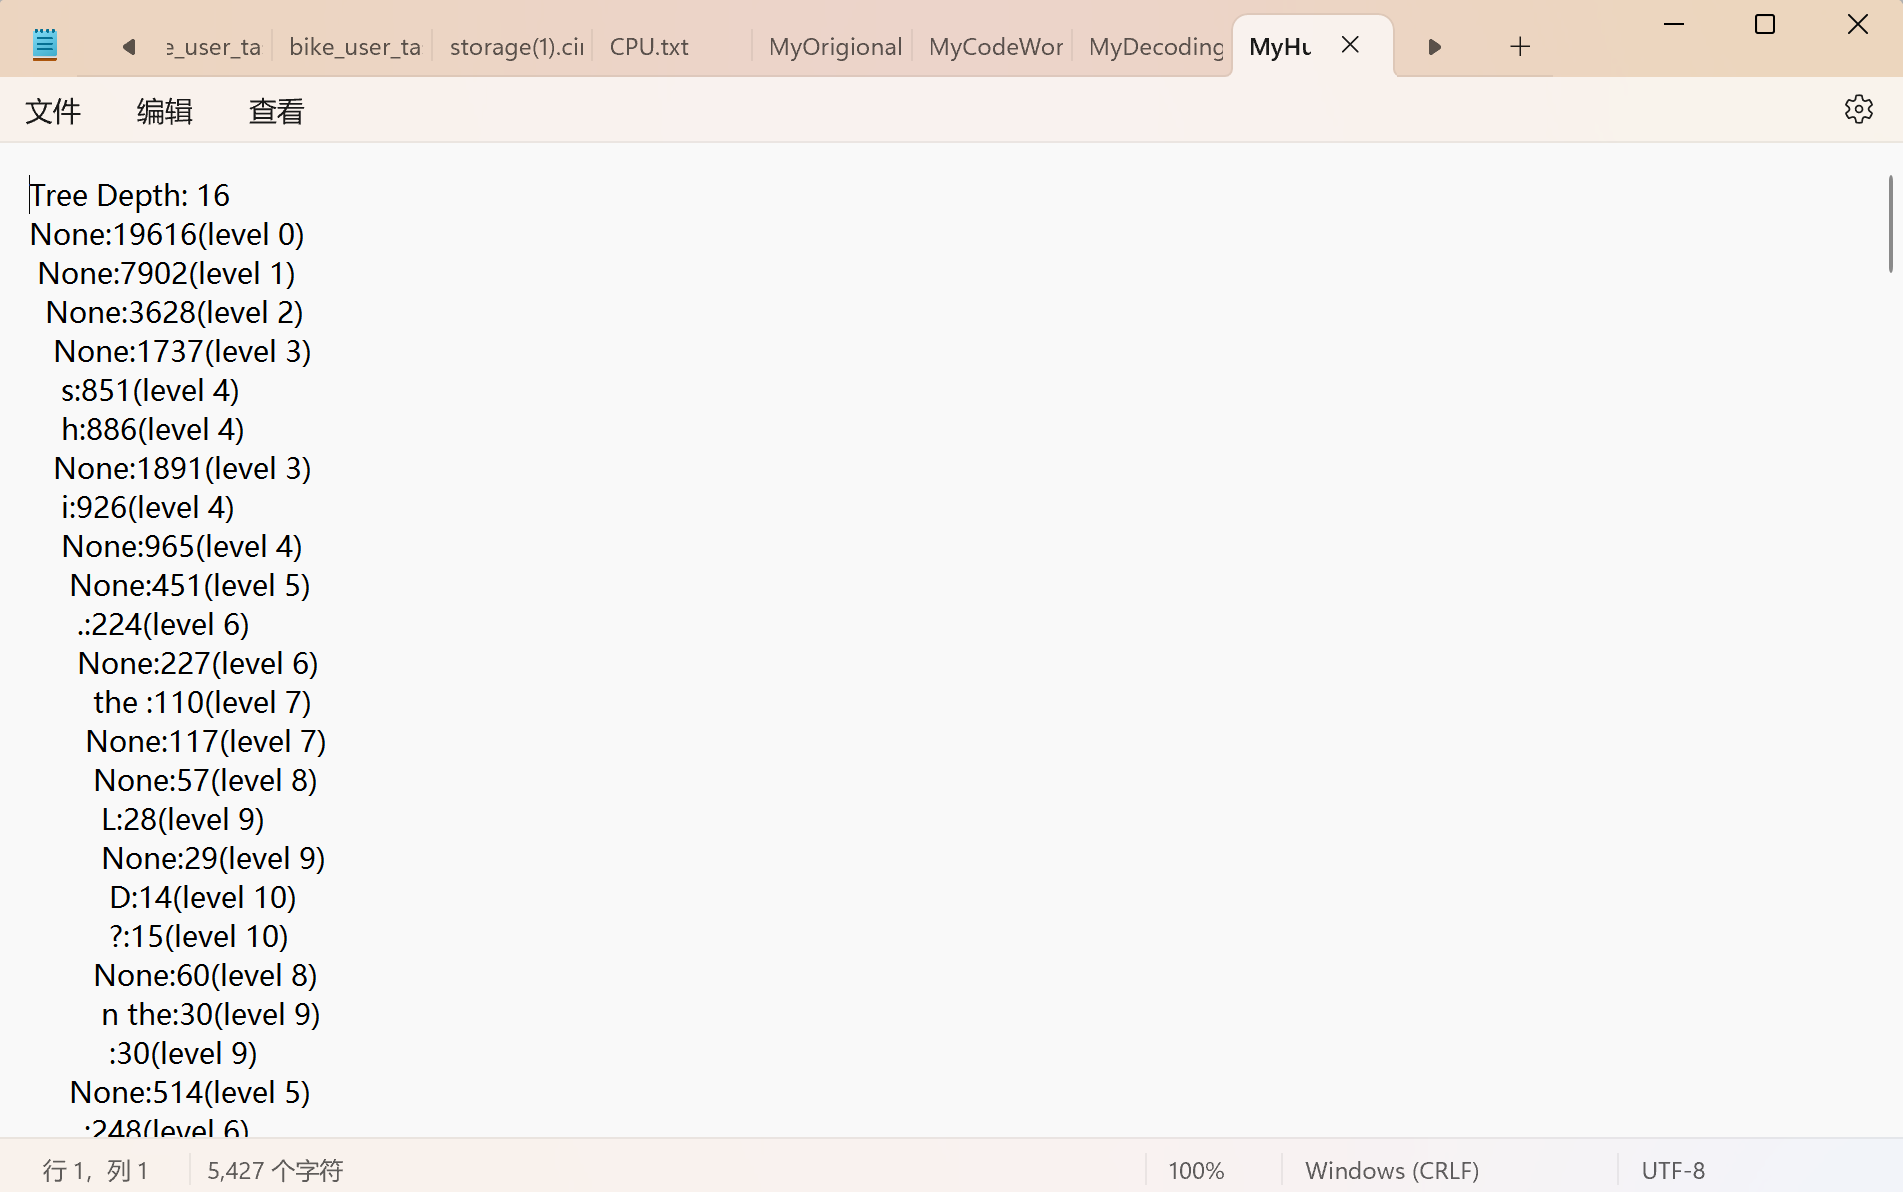 e_user_ta bike_user_ta storage(1).cir CPU.txt MyOrigional MyCodeWor MyDecoding MyHu
文件 编辑 查看
Tree Depth: 16
None:19616(level 0)
None:7902(level 1)
None:3628(level 2)
None:1737(level 3)
s:851(level 4)
h:886(level 4)
None:1891(level 3)
i:926(level 4)
None:965(level 4)
None:451(level 5)
.:224(level 6)
None:227(level 6)
the :110(level 7)
None:117(level 7)
None:57(level 8)
L:28(level 9)
None:29(level 9)
D:14(level 10)
?:15(level 10)
None:60(level 8)
n the:30(level 9)
:30(level 9)
None:514(level 5)
:248(level 6)
行 1，列 1 5,427 个字符 100% Windows (CRLF) UTF-8